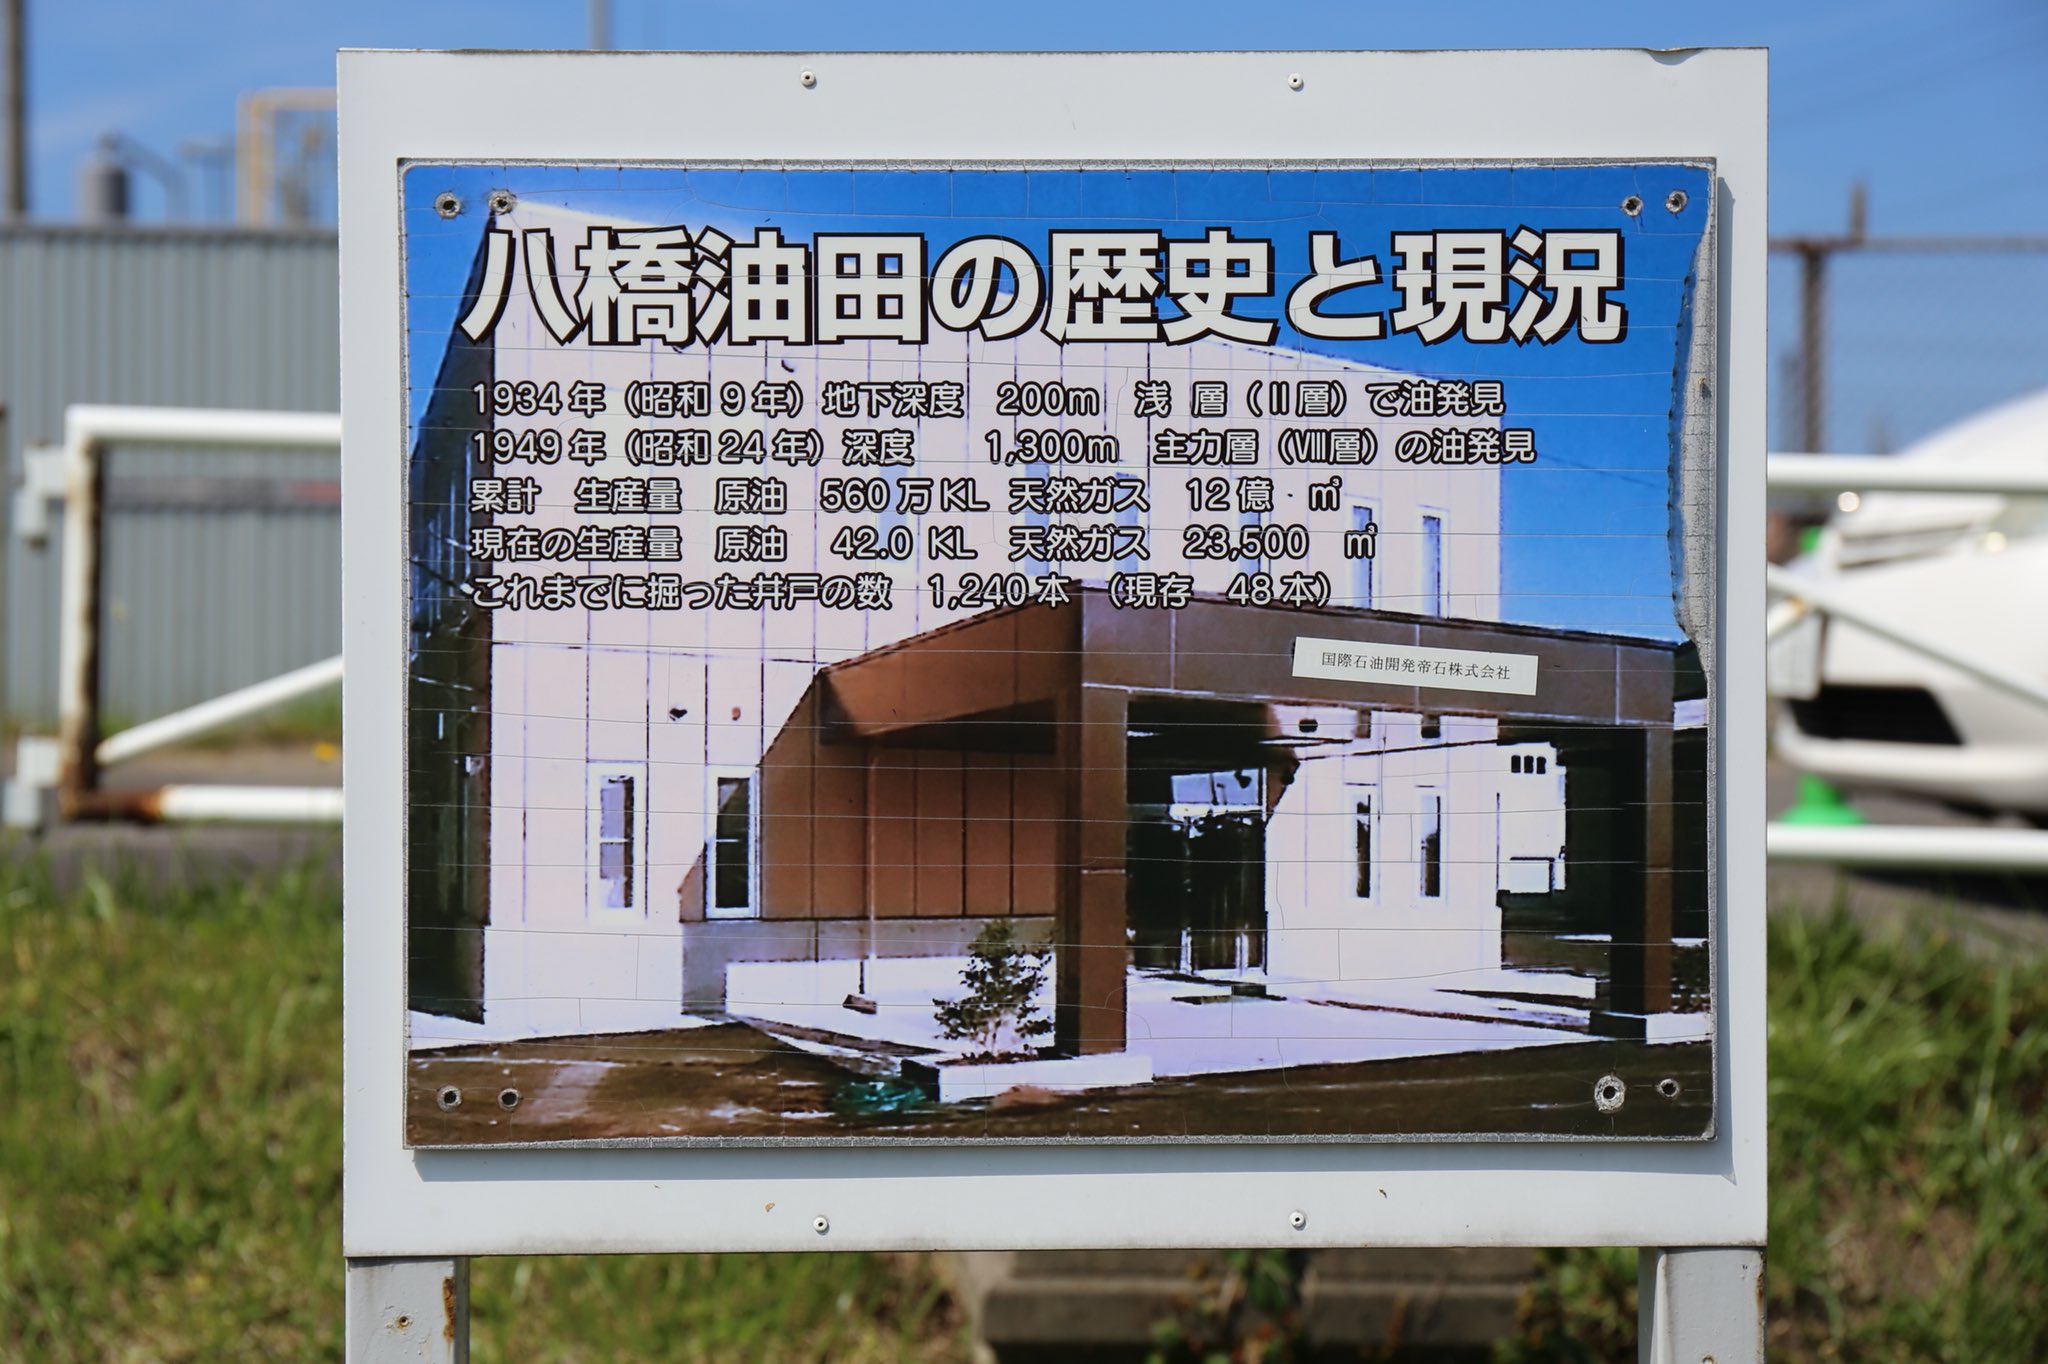 八橋油田の歴史と現況
1934年（昭和9年）地下深度　200m　浅 層（Ⅱ層）で油発見
1949年（昭和24年）深度　　1,300m　主力層（Ⅷ層）の油発見
累計　生産量　原油　560万KL 天然ガス　12億・㎥
現在の生産量　原油　42.0 KL　天然ガス　23,500　㎥
これまでに掘った井戸の数　1,240本　（現存　48本）
国際石油開発帝石株式会社